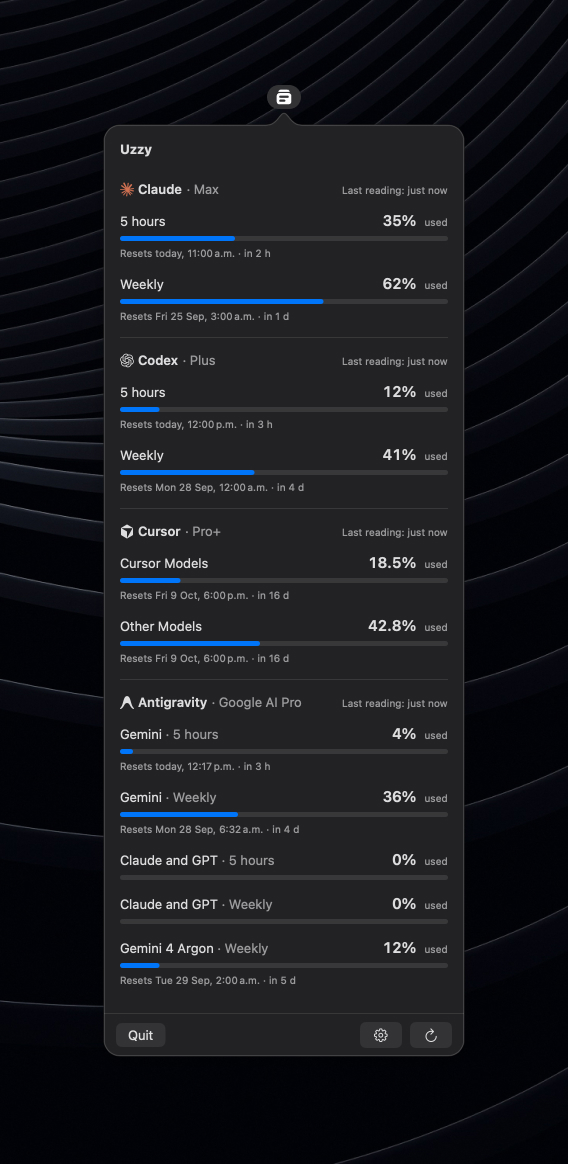 Uzzy
Claude · Max Last reading: just now
5 hours 35% used
Resets today, 11:00 a.m. · in 2 h
Weekly 62% used
Resets Fri 25 Sep, 3:00 a.m. · in 1 d
Codex · Plus Last reading: just now
5 hours 12% used
Resets today, 12:00 p.m. · in 3 h
Weekly 41% used
Resets Mon 28 Sep, 12:00 a.m. · in 4 d
Cursor · Pro+ Last reading: just now
Cursor Models 18.5% used
Resets Fri 9 Oct, 6:00 p.m. · in 16 d
Other Models 42.8% used
Resets Fri 9 Oct, 6:00 p.m. · in 16 d
Antigravity · Google AI Pro Last reading: just now
Gemini · 5 hours 4% used
Resets today, 12:17 p.m. · in 3 h
Gemini · Weekly 36% used
Resets Mon 28 Sep, 6:32 a.m. · in 4 d
Claude and GPT · 5 hours 0% used
Claude and GPT · Weekly 0% used
Gemini 4 Argon · Weekly 12% used
Resets Tue 29 Sep, 2:00 a.m. · in 5 d
Quit